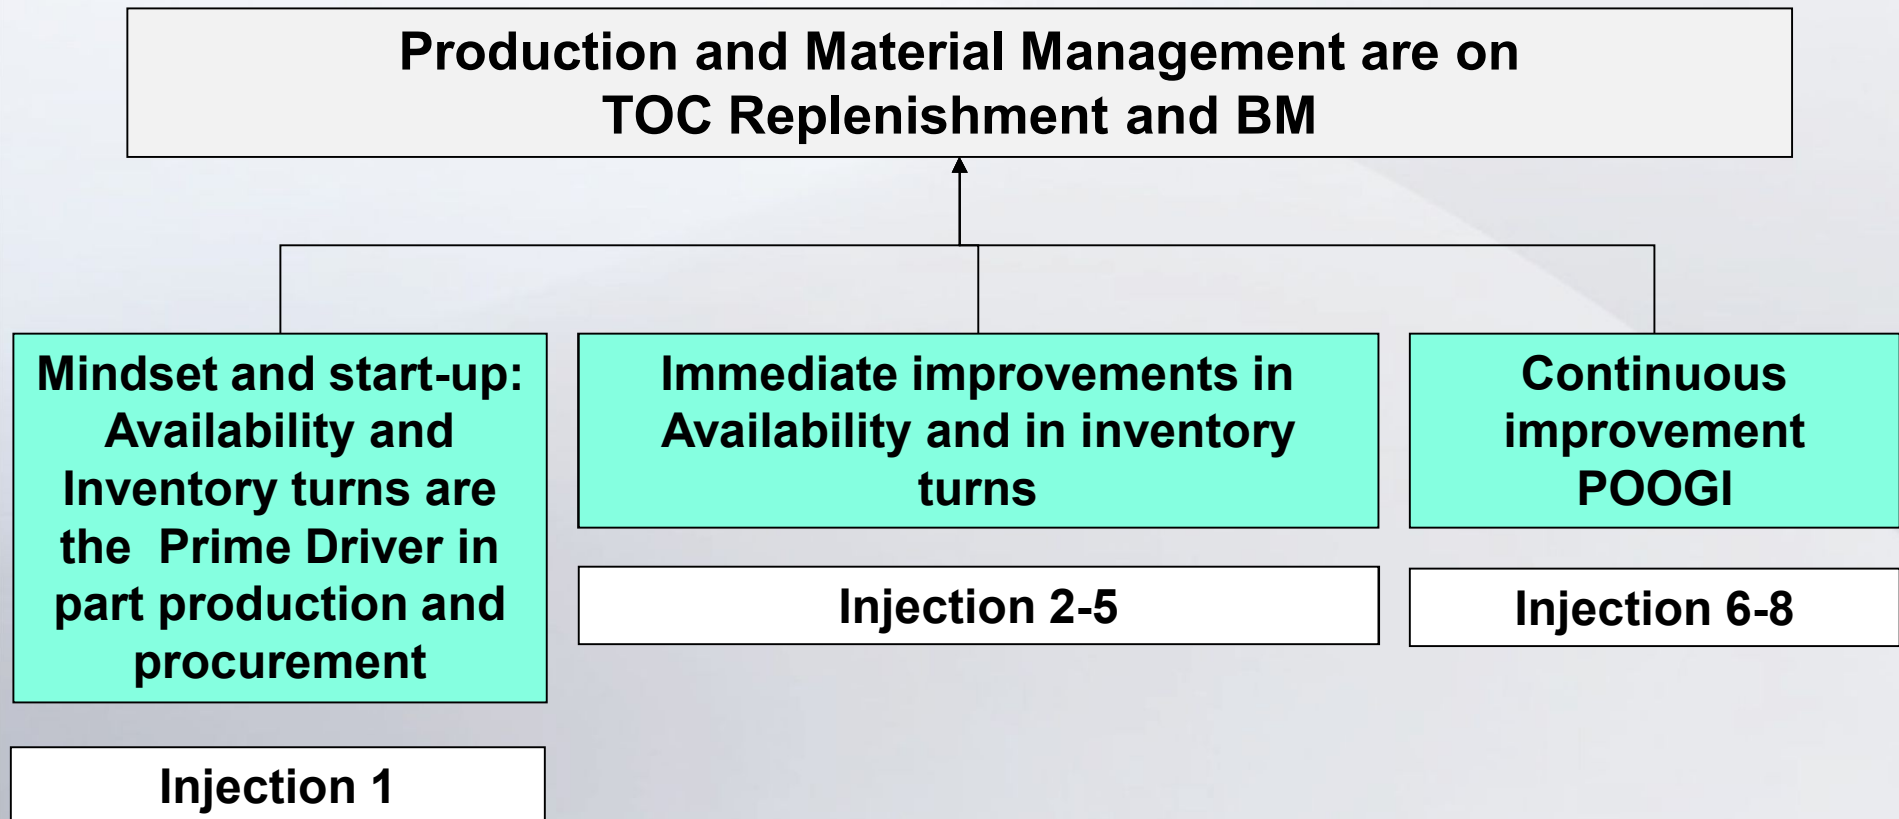 Production and Material Management are on
TOC Replenishment and BM
Mindset and start-up:
Availability and
Inventory turns are
the  Prime Driver in
part production and
procurement
Injection 1
Immediate improvements in
Availability and in inventory
turns
Injection 2-5
Continuous
improvement
POOGI
Injection 6-8